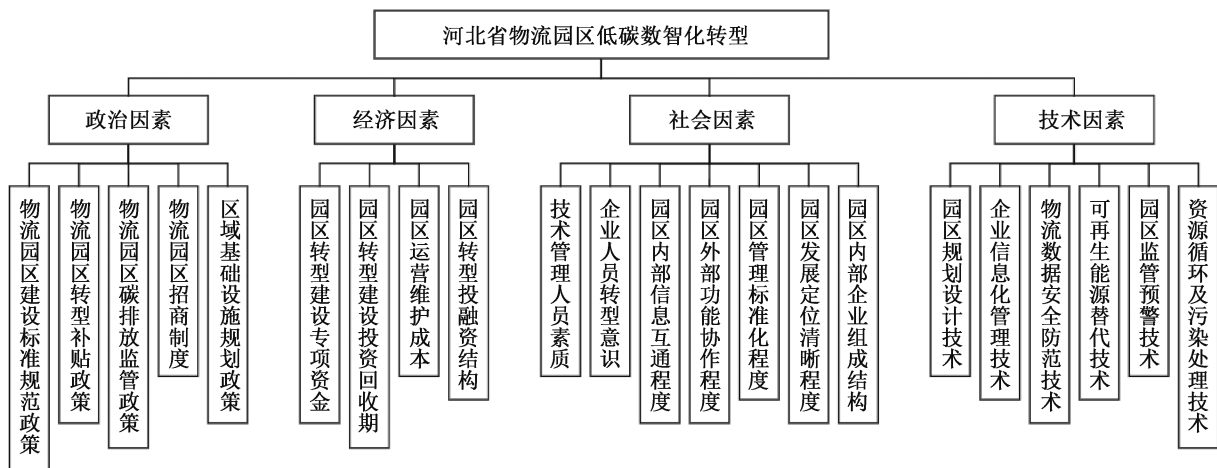 河北省物流园区低碳数智化转型
政治因素
经济因素
社会因素
技术因素
物流园区建设标准规范政策
物流园区转型补贴政策
物流园区碳排放监管政策
物流园区招商制度
区域基础设施规划政策
园区转型建设专项资金
园区转型建设投资回收期
园区运营维护成本
园区转型投融资结构
技术管理人员素质
企业人员转型意识
园区内部信息互通程度
园区外部功能协作程度
园区管理标准化程度
园区发展定位清晰程度
园区内部企业组成结构
园区规划设计技术
企业信息化管理技术
物流数据安全防范技术
可再生能源替代技术
园区监管预警技术
资源循环及污染处理技术